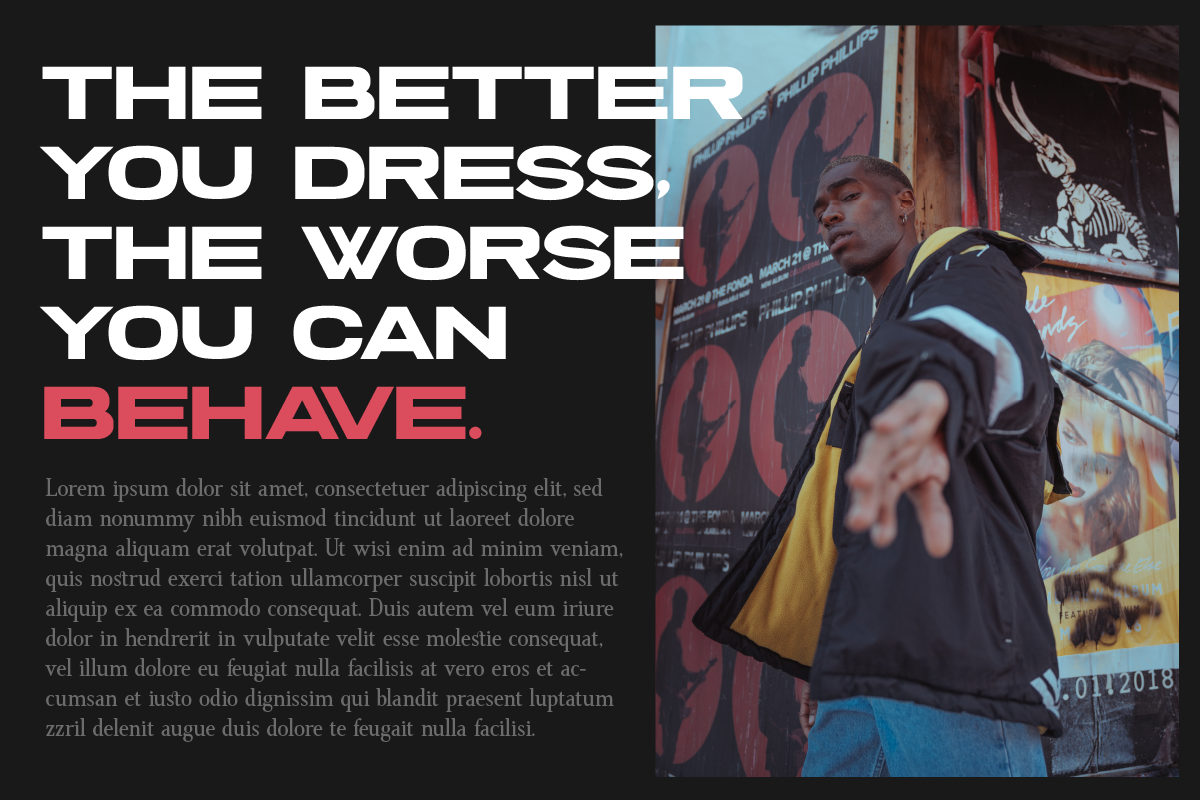 THE BETTER
YOU DRESS,
THE WORSE
YOU CAN
BEHAVE.
Lorem ipsum dolor sit amet, consectetuer adipiscing elit, sed
diam nonummy nibh euismod tincidunt ut laoreet dolore
magna aliquam erat volutpat. Ut wisi enim ad minim veniam,
quis nostrud exerci tation ullamcorper suscipit lobortis nisl ut
aliquip ex ea commodo consequat. Duis autem vel eum iriure
dolor in hendrerit in vulputate velit esse molestie consequat,
vel illum dolore eu feugiat nulla facilisis at vero eros et ac-
cumsan et iusto odio dignissim qui blandit praesent luptatum
zzril delenit augue duis dolore te feugait nulla facilisi.
PHILLIP PHILLIPS
PHILLIP PHILLIPS
MARCH 21 @ THE FONDA
MARCH 21 @ TH
PHILLIP PHILLIPS
PHILLIP PHILLIPS
.01.2018